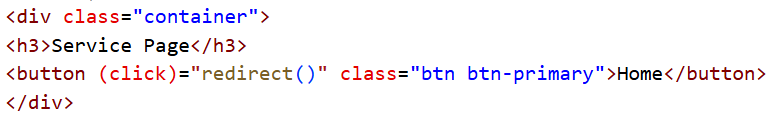 <div class="container">
<h3>Service Page</h3>
<button (click)="redirect()" class="btn btn-primary">Home</button>
</div>